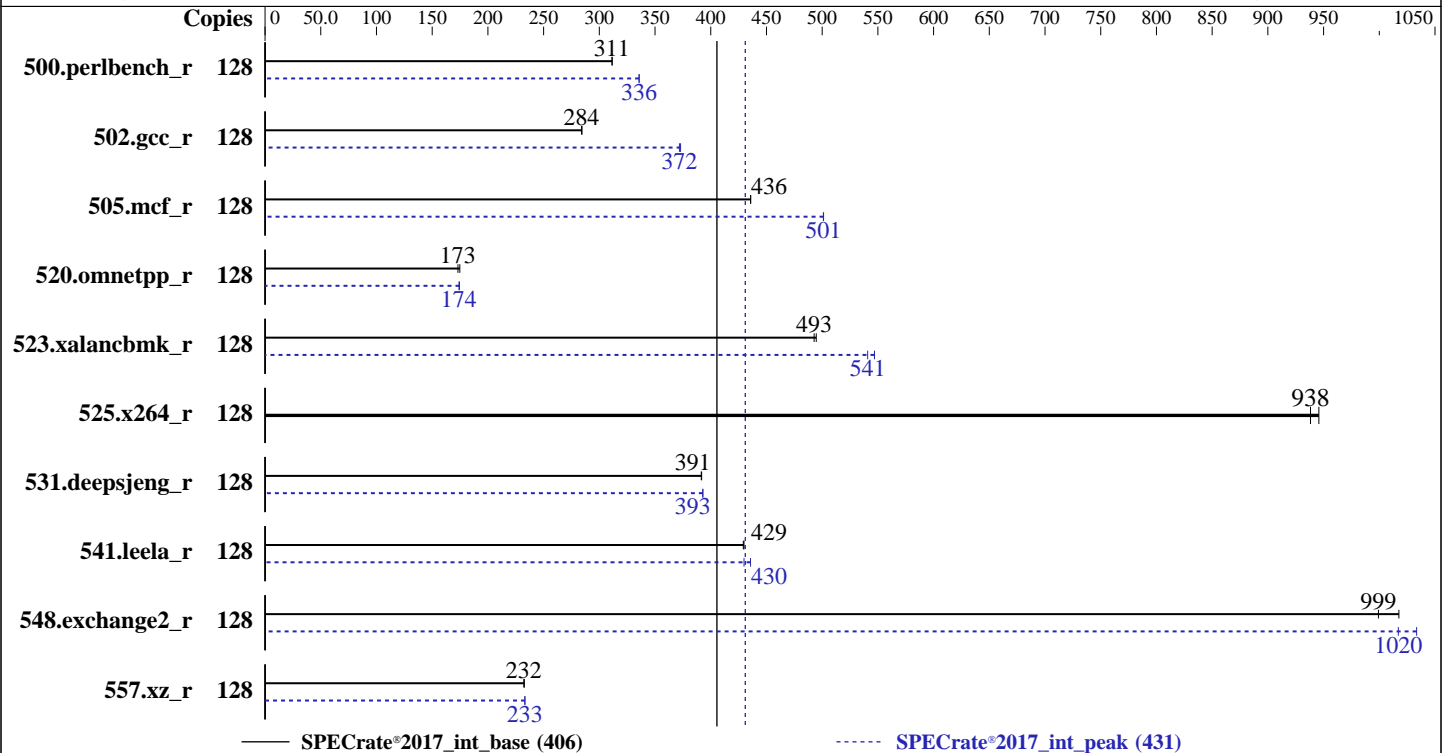 Copies 0 50.0 100 150 200 250 300 350 400 450 500 550 600 650 700 750 800 850 900 950 1050
311
500.perlbench_r 128
336
284
502.gcc_r 128
372
436
505.mcf_r 128
501
173
520.omnetpp_r 128
174
493
523.xalancbmk_r 128
541
938
525.x264_r 128
391
531.deepsjeng_r 128
393
429
541.leela_r 128
430
999
548.exchange2_r 128
1020
232
557.xz_r 128
233
SPECrate®2017_int_base (406) SPECrate®2017_int_peak (431)